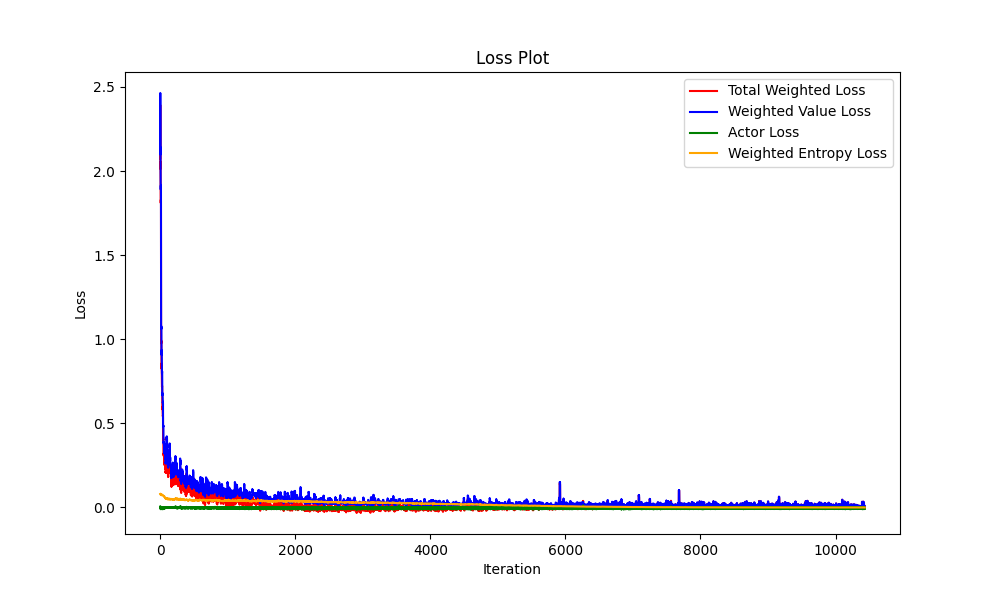 Loss Plot
Total Weighted Loss
Weighted Value Loss
Actor Loss
Weighted Entropy Loss
2.5
2.0
1.5
1.0
0.5
0.0
Loss
0 2000 4000 6000 8000 10000
Iteration